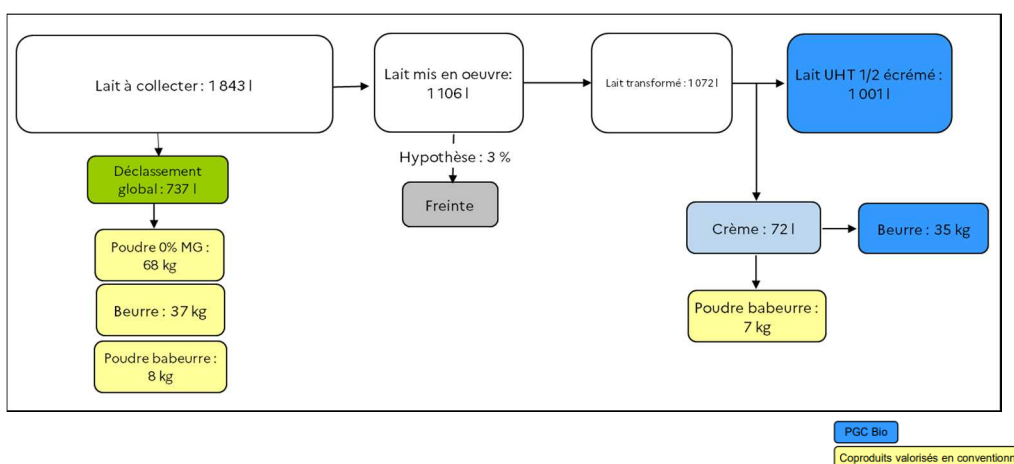 Lait à collecter : 1 843 l
Lait mis en oeuvre:
1 106 l
Lait transformé : 1 072 l
Lait UHT 1/2 écrémé :
1 001 l
Hypothèse : 3 %
Déclassement
global : 737 l
Freinte
Crème : 72 l
Beurre : 35 kg
Poudre 0% MG :
68 kg
Beurre : 37 kg
Poudre babeurre :
7 kg
Poudre babeurre :
8 kg
PGC Bio
Coproduits valorisés en